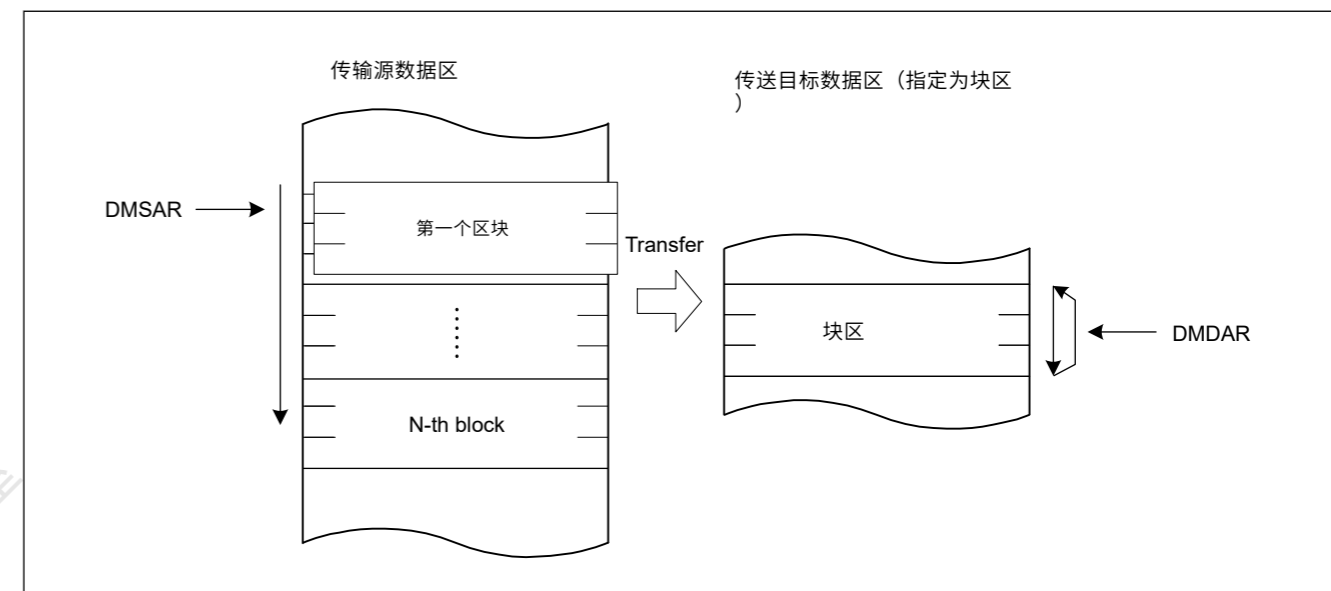 传输源数据区
传送目标数据区（指定为块区
）
DMSAR
第一个区块
Transfer
块区
DMDAR
N-th block